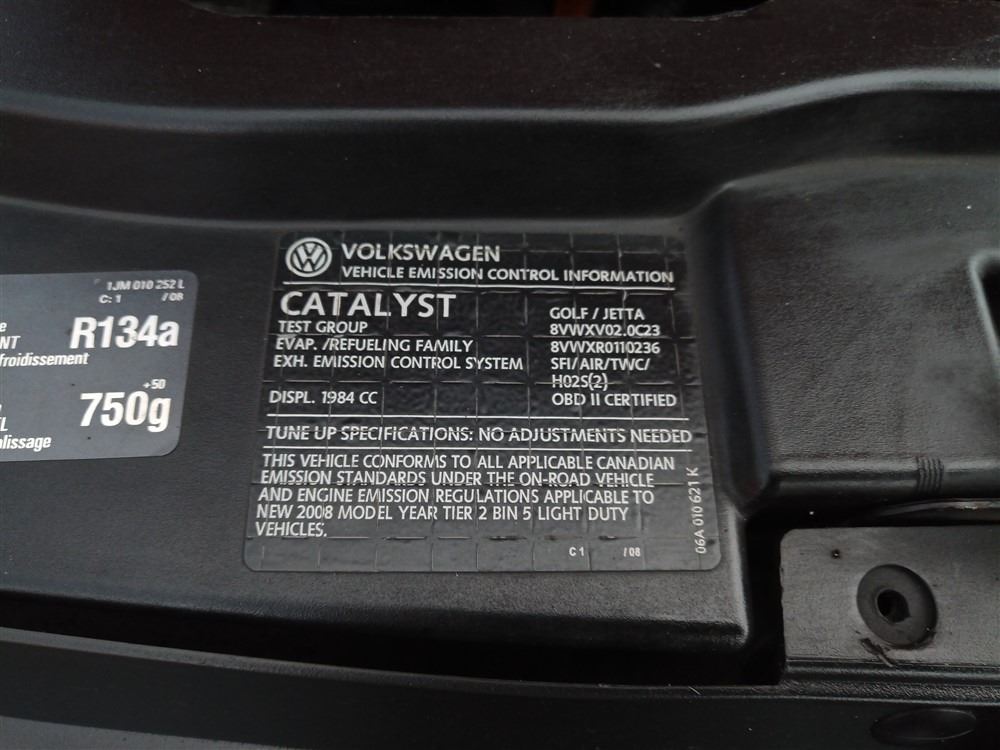 1JM 010 252 L
C: 1 / 08
R134a
froidissement
+50
750g
plissage
VOLKSWAGEN
VEHICLE EMISSION CONTROL INFORMATION
CATALYST
GOLF / JETTA
TEST GROUP 8VWXV02.0C23
EVAP. /REFUELING FAMILY 8VWXR0110236
EXH. EMISSION CONTROL SYSTEM SFI/AIR/TWC/
H02S(2)
DISPL. 1984 CC OBD II CERTIFIED
TUNE UP SPECIFICATIONS: NO ADJUSTMENTS NEEDED
THIS VEHICLE CONFORMS TO ALL APPLICABLE CANADIAN
EMISSION STANDARDS UNDER THE ON-ROAD VEHICLE
AND ENGINE EMISSION REGULATIONS APPLICABLE TO
NEW 2008 MODEL YEAR TIER 2 BIN 5 LIGHT DUTY
VEHICLES.
C 1 / 08
06A 010 621 K